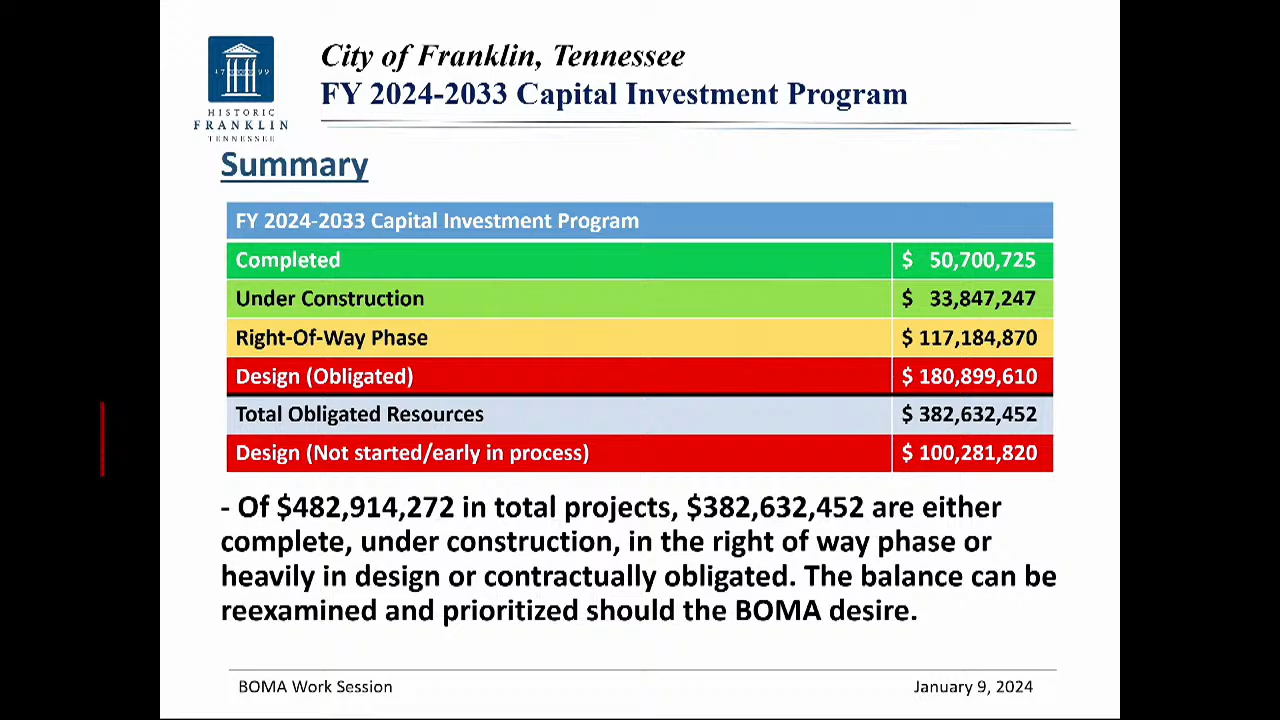 1799
HISTORIC
FRANKLIN
TENNESSEE
City of Franklin, Tennessee
FY 2024-2033 Capital Investment Program
Summary
FY 2024-2033 Capital Investment Program
Completed $ 50,700,725
Under Construction $ 33,847,247
Right-Of-Way Phase $ 117,184,870
Design (Obligated) $ 180,899,610
Total Obligated Resources $ 382,632,452
Design (Not started/early in process) $ 100,281,820
- Of $482,914,272 in total projects, $382,632,452 are either
complete, under construction, in the right of way phase or
heavily in design or contractually obligated. The balance can be
reexamined and prioritized should the BOMA desire.
BOMA Work Session January 9, 2024